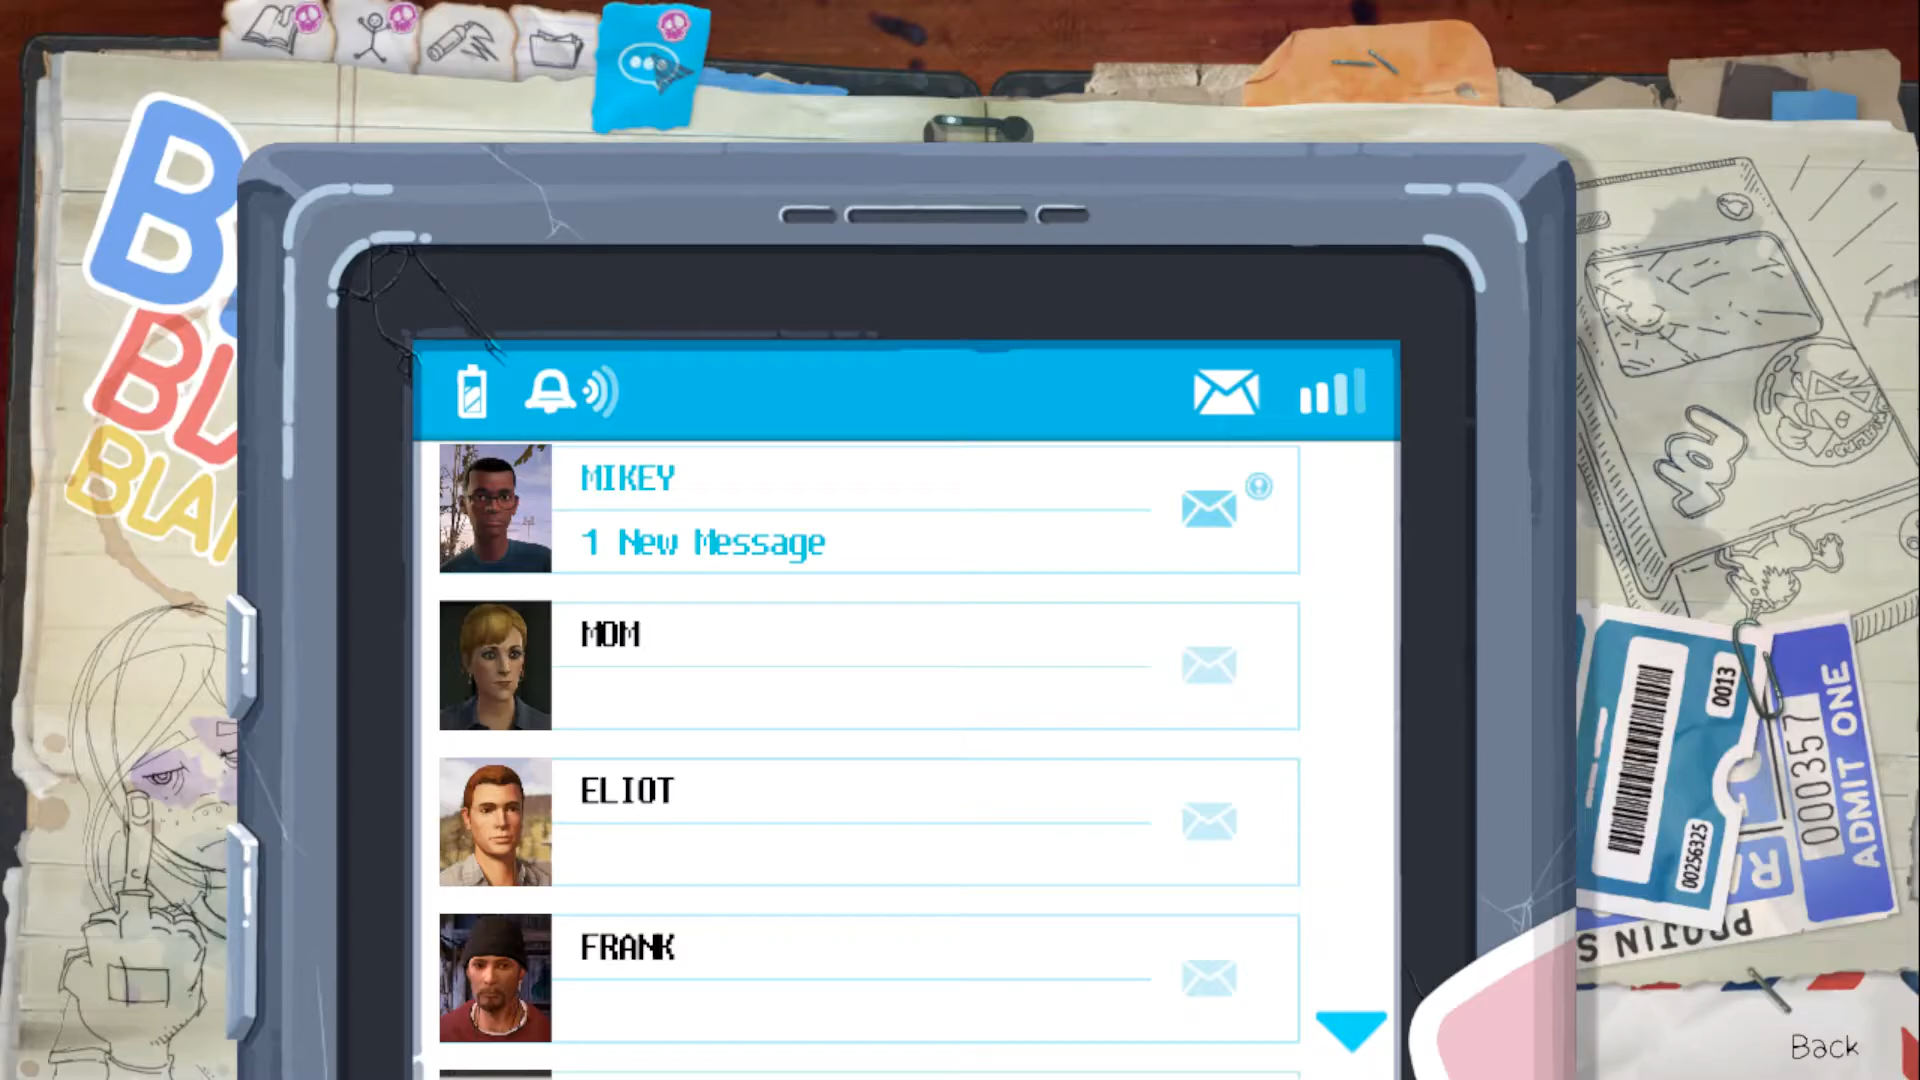 MIKEY
1 New Message
MOM
ELIOT
FRANK
0013
00256325
000357
ADMIT ONE
Back